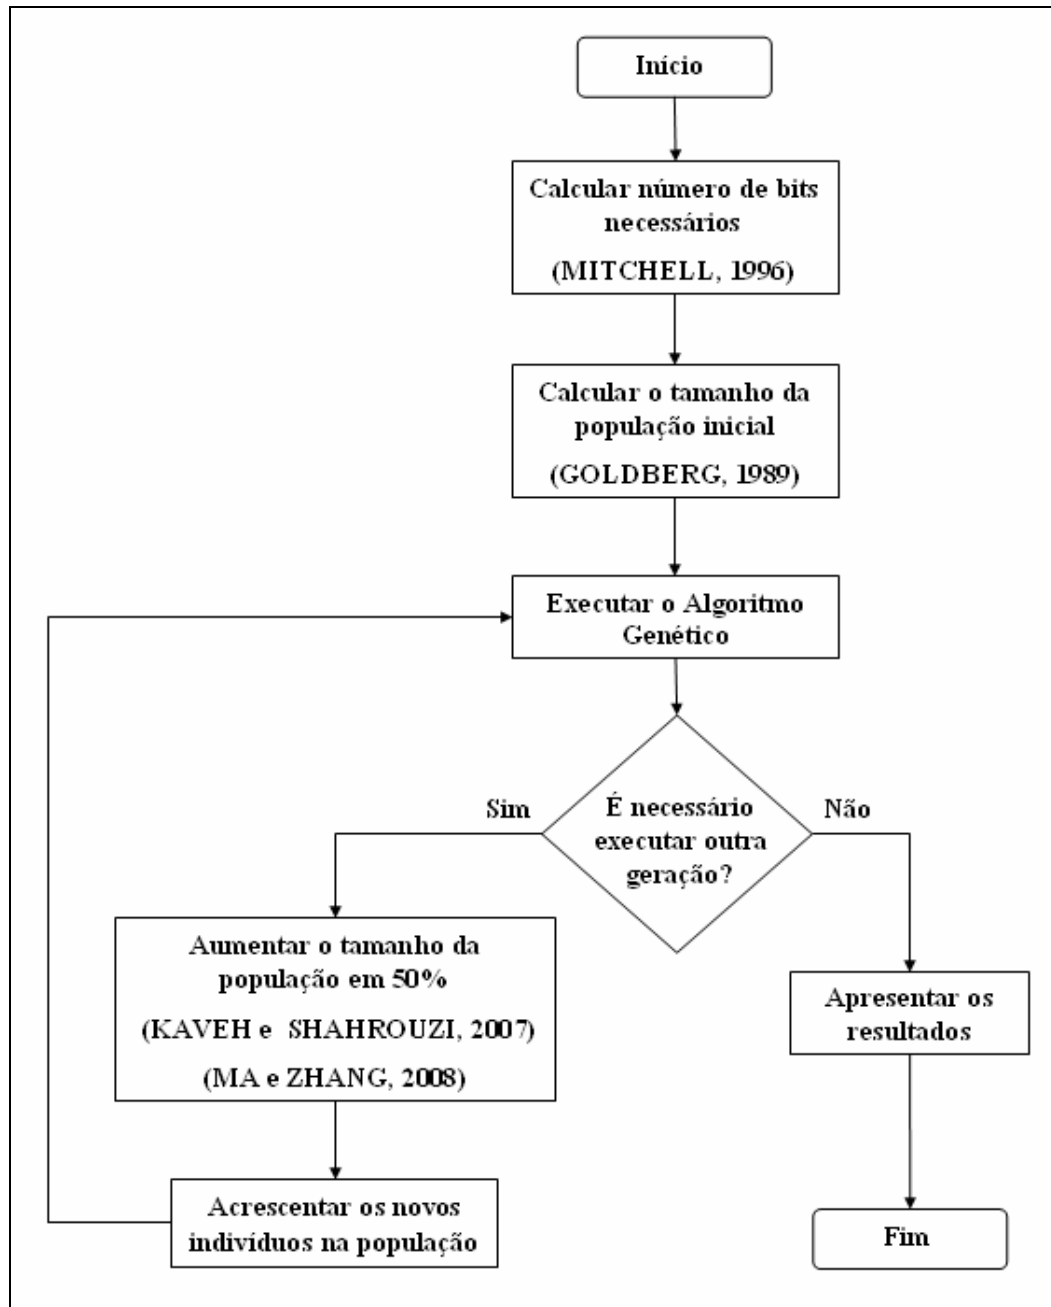 Início
Calcular número de bits
necessários
(MITCHELL, 1996)
Calcular o tamanho da
população inicial
(GOLDBERG, 1989)
Executar o Algoritmo
Genético
É necessário
executar outra
geração?
Sim
Não
Aumentar o tamanho da
população em 50%
(KAVEH e SHAHROUZI, 2007)
(MA e ZHANG, 2008)
Acrescentar os novos
indivíduos na população
Apresentar os
resultados
Fim